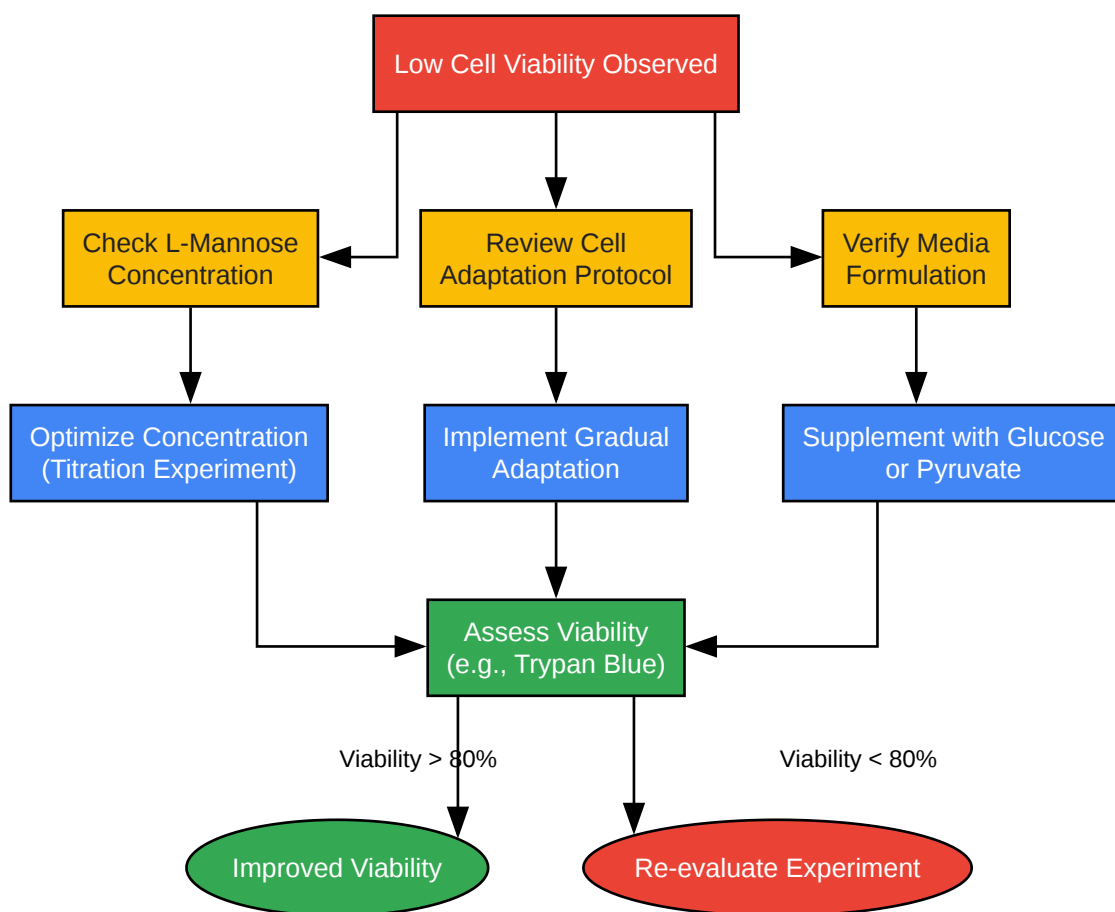 Low Cell Viability Observed
Check L-Mannose
Concentration
Review Cell
Adaptation Protocol
Verify Media
Formulation
Optimize Concentration
(Titration Experiment)
Implement Gradual
Adaptation
Supplement with Glucose
or Pyruvate
Assess Viability
(e.g., Trypan Blue)
Viability > 80%
Viability < 80%
Improved Viability
Re-evaluate Experiment